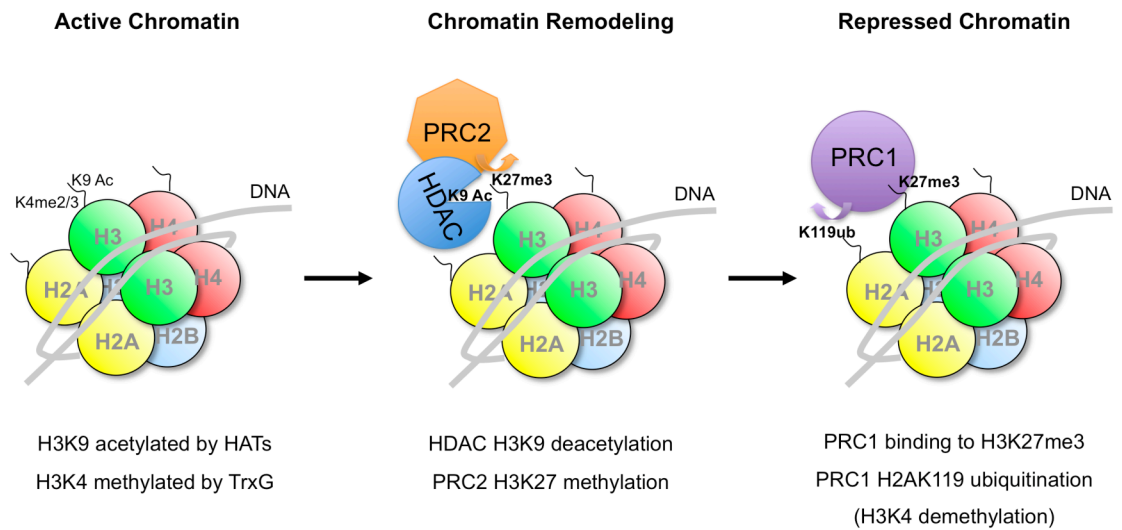 Active Chromatin
Chromatin Remodeling
Repressed Chromatin
K9 Ac
K4me2/3
DNA
H3
H4
H2A
H2
H3
H4
H2A
H2B
PRC2
HDAC
K9 Ac
K27me3
DNA
H3
H4
H2A
H2
H3
H4
H2A
H2B
PRC1
K27me3
K119ub
DNA
H3
H4
H2A
H2
H3
H4
H2A
H2B
H3K9 acetylated by HATs
H3K4 methylated by TrxG
HDAC H3K9 deacetylation
PRC2 H3K27 methylation
PRC1 binding to H3K27me3
PRC1 H2AK119 ubiquitination
(H3K4 demethylation)